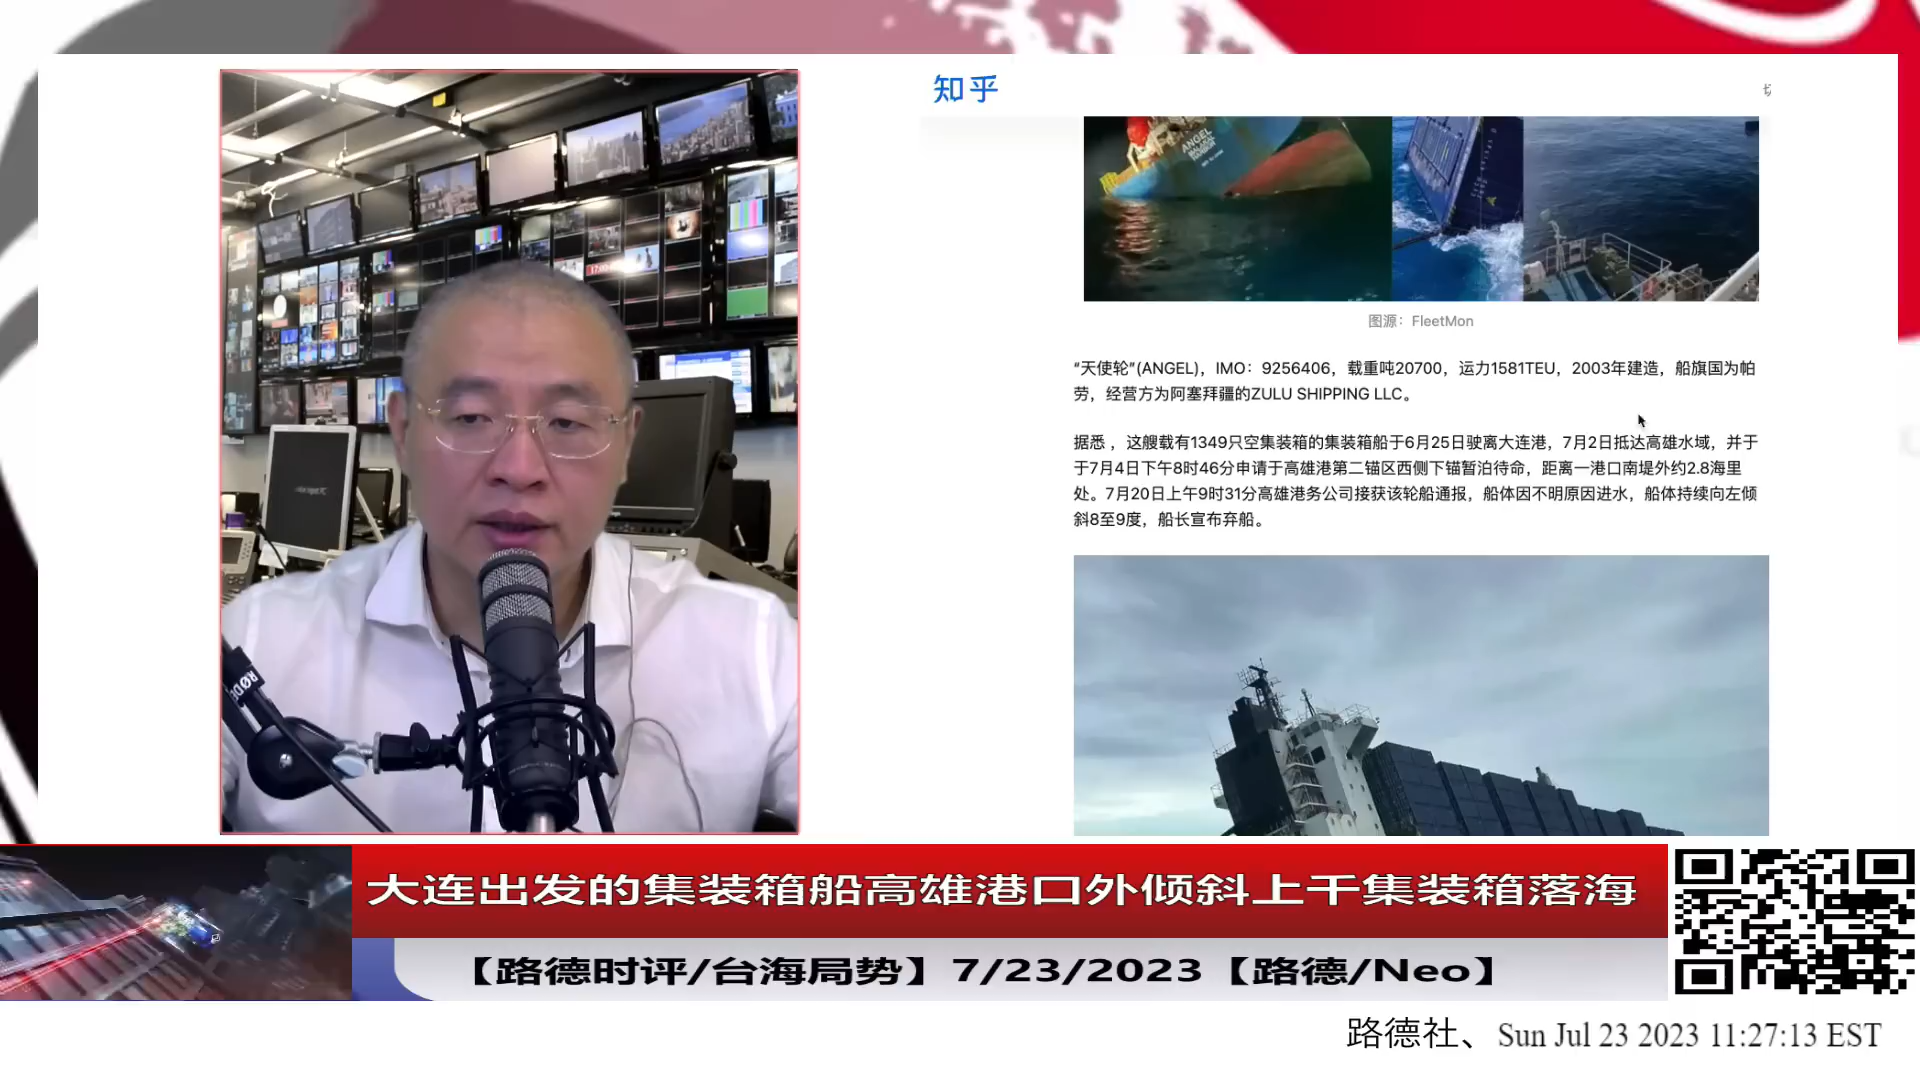 知乎
ANGEL
图源：FleetMon
“天使轮”(ANGEL)，IMO：9256406，载重吨20700，运力1581TEU，2003年建造，船旗国为帕
劳，经营方为阿塞拜疆的ZULU SHIPPING LLC。
据悉 ，这艘载有1349只空集装箱的集装箱船于6月25日驶离大连港，7月2日抵达高雄水域，并于
于7月4日下午8时46分申请于高雄港第二锚区西侧下锚暂泊待命，距离一港口南堤外约2.8海里
处。7月20日上午9时31分高雄港务公司接获该轮船通报，船体因不明原因进水，船体持续向左倾
斜8至9度，船长宣布弃船。
RØDE
大连出发的集装箱船高雄港口外倾斜上千集装箱落海
【路德时评/台海局势】7/23/2023【路德/Neo】
路德社、Sun Jul 23 2023 11:27:13 EST